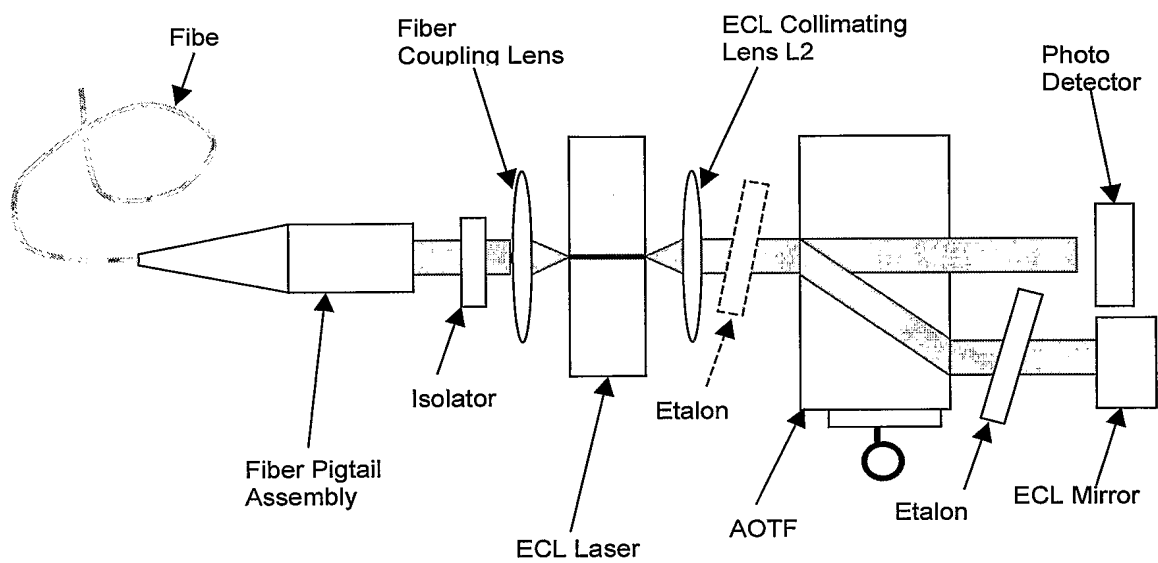 Fibe
Fiber
Coupling Lens
ECL Collimating
Lens L2
Photo
Detector
Isolator
Etalon
Fiber Pigtail
Assembly
ECL Laser
AOTF
Etalon
ECL Mirror